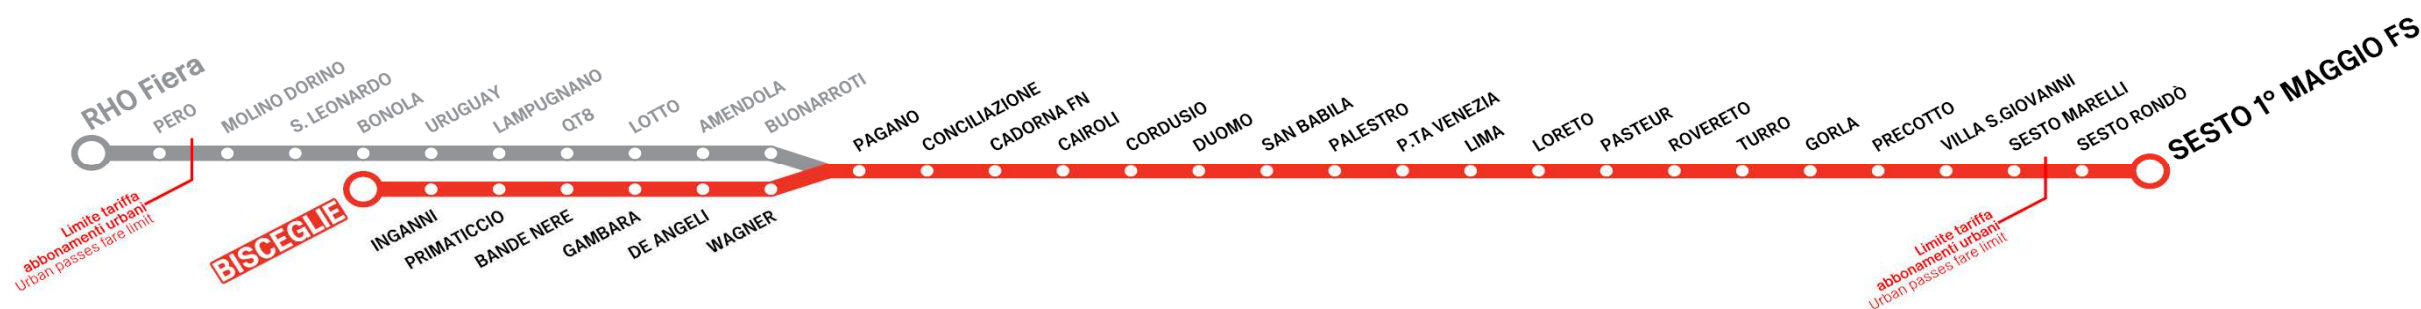 RHO Fiera
PERO
MOLINO DORINO
S. LEONARDO
BONOLA
URUGUAY
LAMPUGNANO
QT8
LOTTO
AMENDOLA
BUONARROTI
PAGANO
CONCILIAZIONE
CADORNA FN
CAIROLI
CORDUSIO
DUOMO
SAN BABILA
PALESTRO
P.TA VENEZIA
LIMA
LORETO
PASTEUR
ROVERETO
TURRO
GORLA
PRECOTTO
VILLA S.GIOVANNI
SESTO MARELLI
SESTO RONDÒ
SESTO 1° MAGGIO FS
Limite tariffa
abbonamenti urbani
Urban passes fare limit
BISCEGLIE
INGANNI
PRIMATICCIO
BANDE NERE
GAMBARA
DE ANGELI
WAGNER
Limite tariffa
abbonamenti urbani
Urban passes fare limit